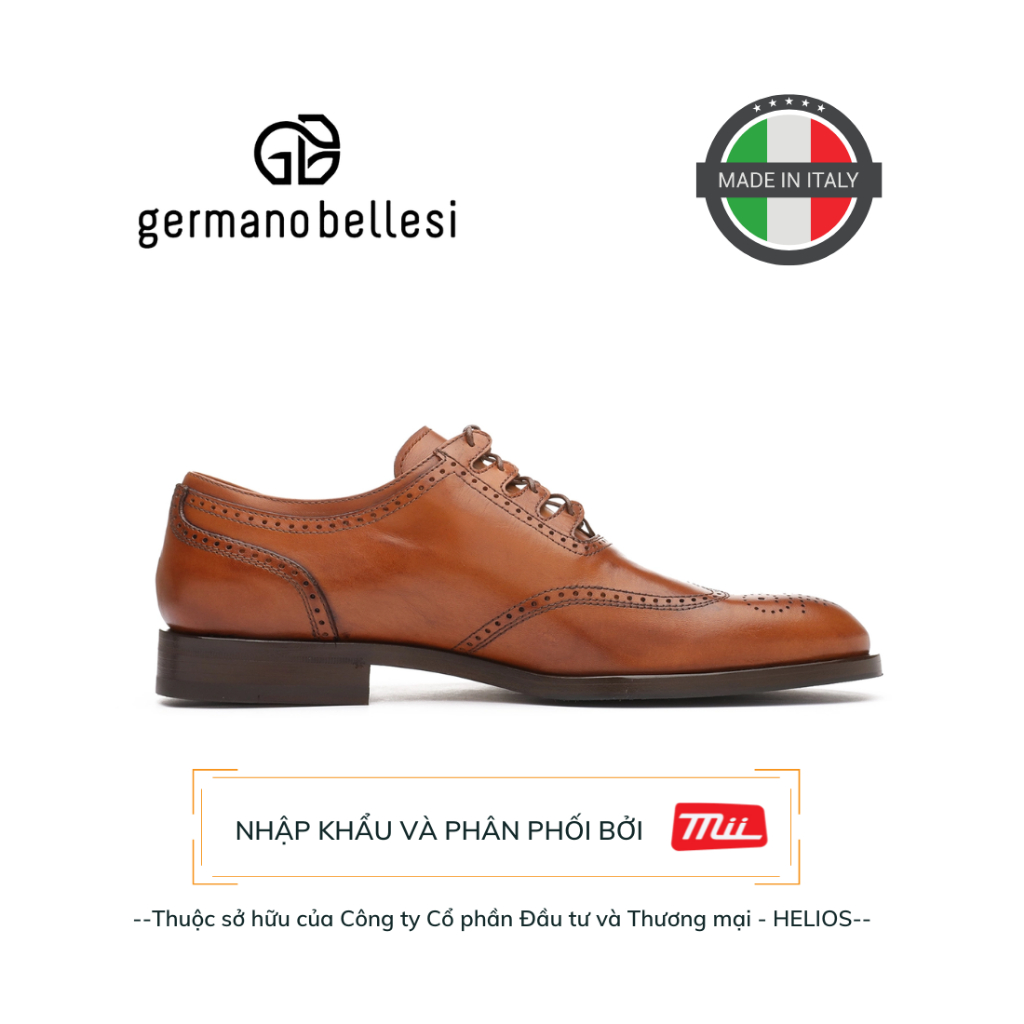 germano bellesi
MADE IN ITALY
NHẬP KHẨU VÀ PHÂN PHỐI BỞI Mii
--Thuộc sở hữu của Công ty Cổ phần Đầu tư và Thương mại - HELIOS--